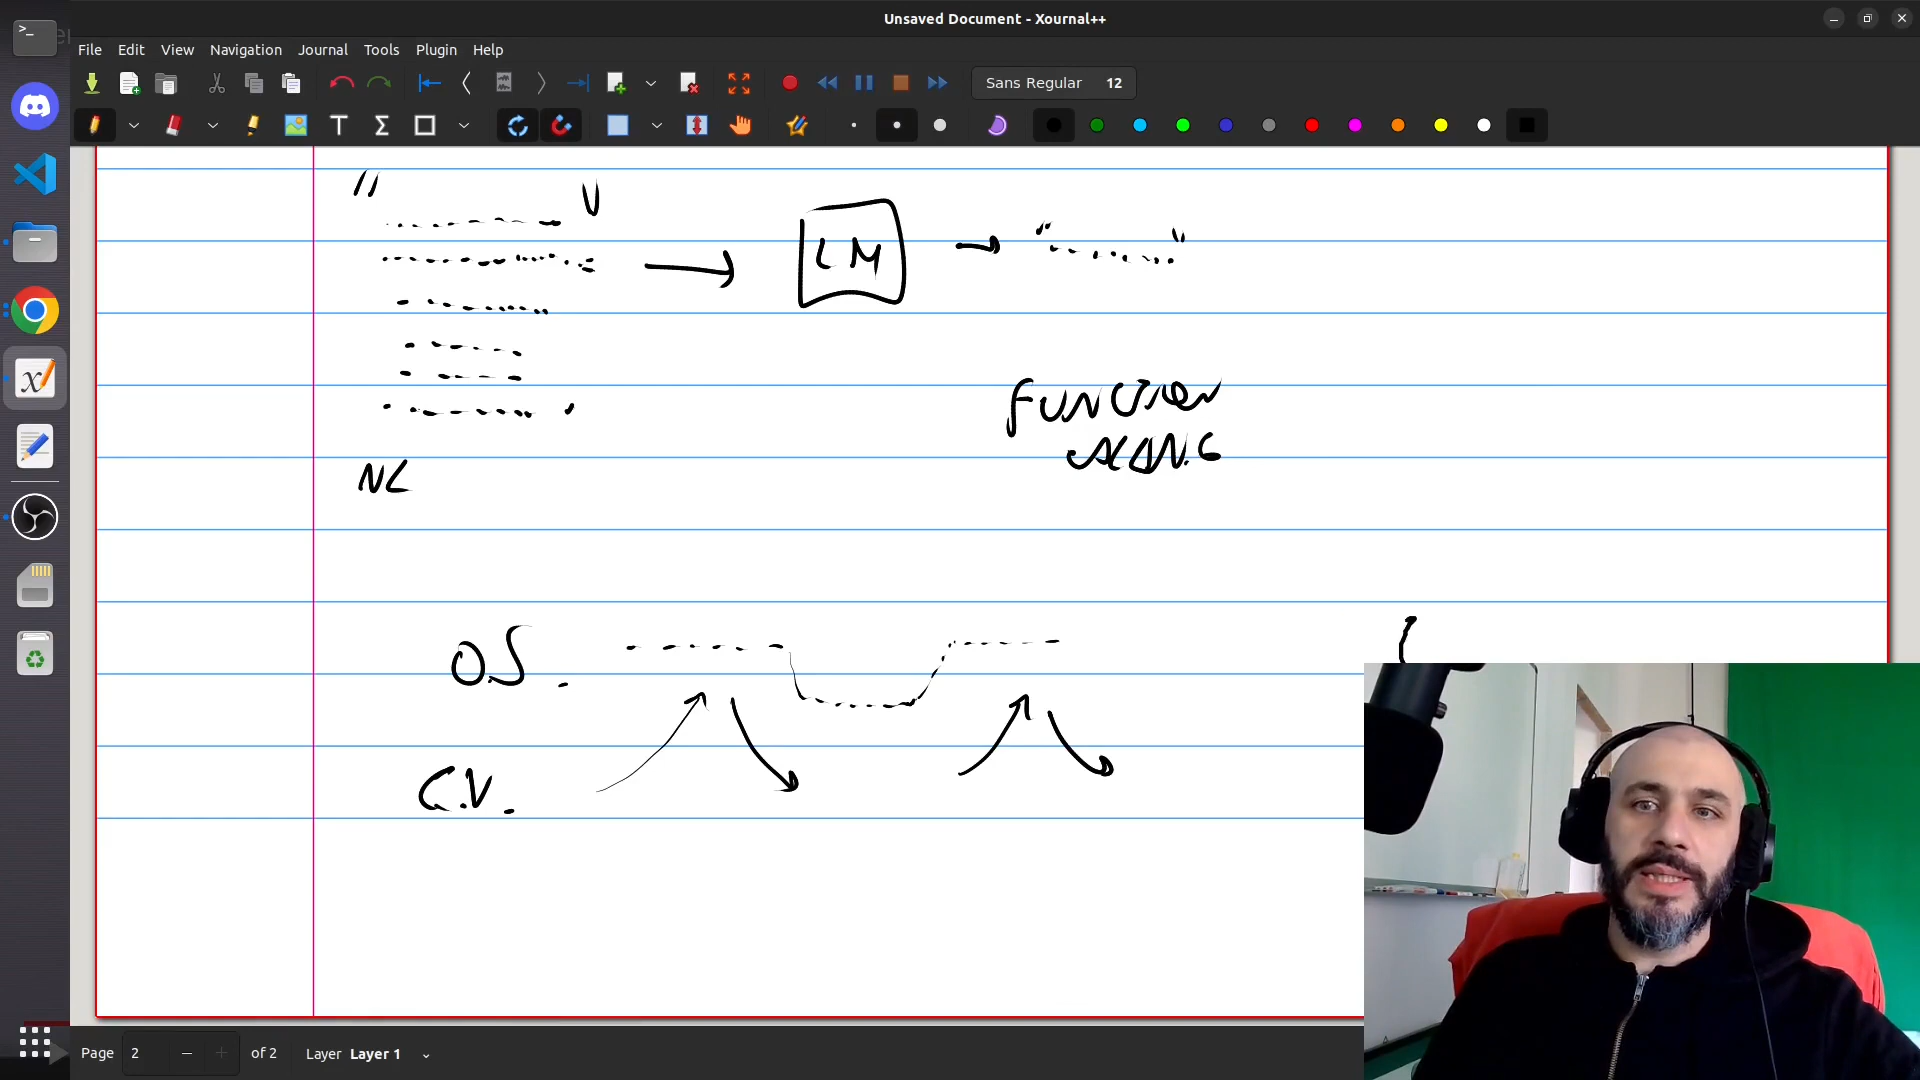 Unsaved Document - Xournal++
File Edit View Navigation Journal Tools Plugin Help
Sans Regular 12
LM
FUNCTION
NL
O.S.
C.V.
Page 2 of 2 Layer Layer 1